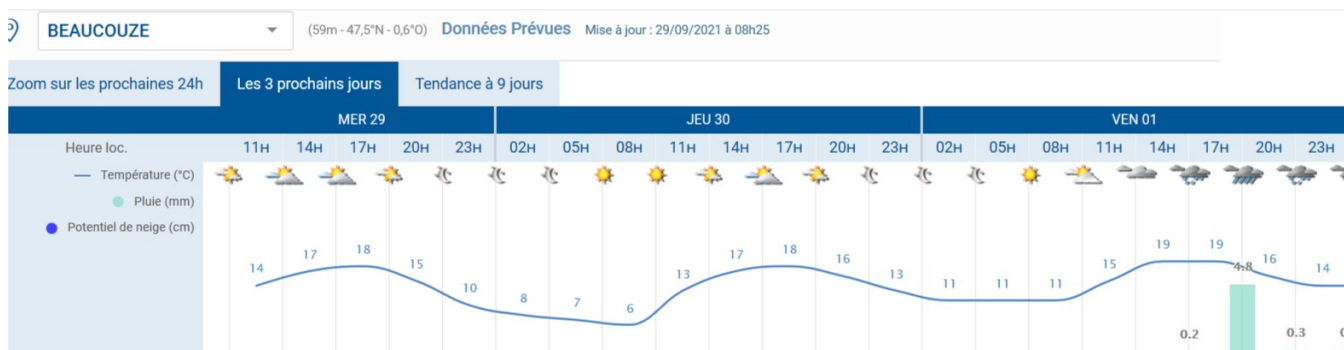 BEAUCOUZE (59m - 47,5°N - 0,6°O) Données Prévues Mise à jour : 29/09/2021 à 08h25
Zoom sur les prochaines 24h Les 3 prochains jours Tendance à 9 jours
MER 29 JEU 30 VEN 01
Heure loc. 11H 14H 17H 20H 23H 02H 05H 08H 11H 14H 17H 20H 23H 02H 05H 08H 11H 14H 17H 20H 23H
Température (°C)
Pluie (mm)
Potentiel de neige (cm)
14 17 18 15 10 8 7 6 13 17 18 16 13 11 11 11 15 19 19 16 14
4.8
0.2 0.3